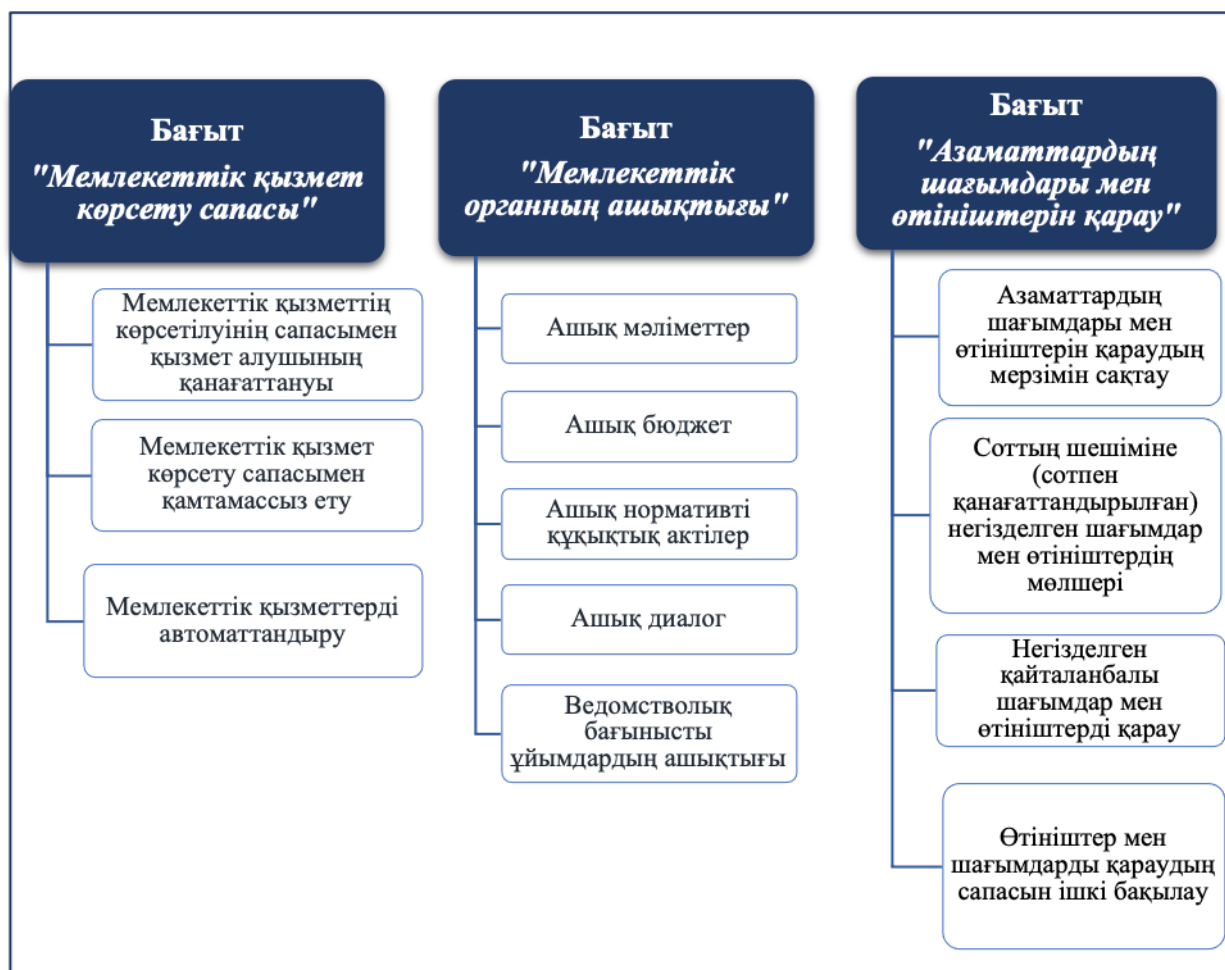 Бағыт
"Мемлекеттік қызмет
көрсету сапасы"
Мемлекеттік қызметтің
көрсетілуінің сапасымен
қызмет алушының
қанағаттануы
Мемлекеттік қызмет
көрсету сапасымен
қамтамассыз ету
Мемлекеттік қызметтерді
автоматтандыру
Бағыт
"Мемлекеттік
органның ашықтығы"
Ашық мәліметтер
Ашық бюджет
Ашық нормативті
құқықтық актілер
Ашық диалог
Ведомстволық
бағынысты
ұйымдардың ашықтығы
Бағыт
"Азаматтардың
шағымдары мен
өтініштерін қарау"
Азаматтардың
шағымдары мен
өтініштерін қараудың
мерзімін сақтау
Соттың шешіміне
(сотпен
қанағаттандырылған)
негізделген шағымдар
мен өтініштердің
мөлшері
Негізделген
қайталанбалы
шағымдар мен
өтініштерді қарау
Өтініштер мен
шағымдарды қараудың
сапасын ішкі бақылау